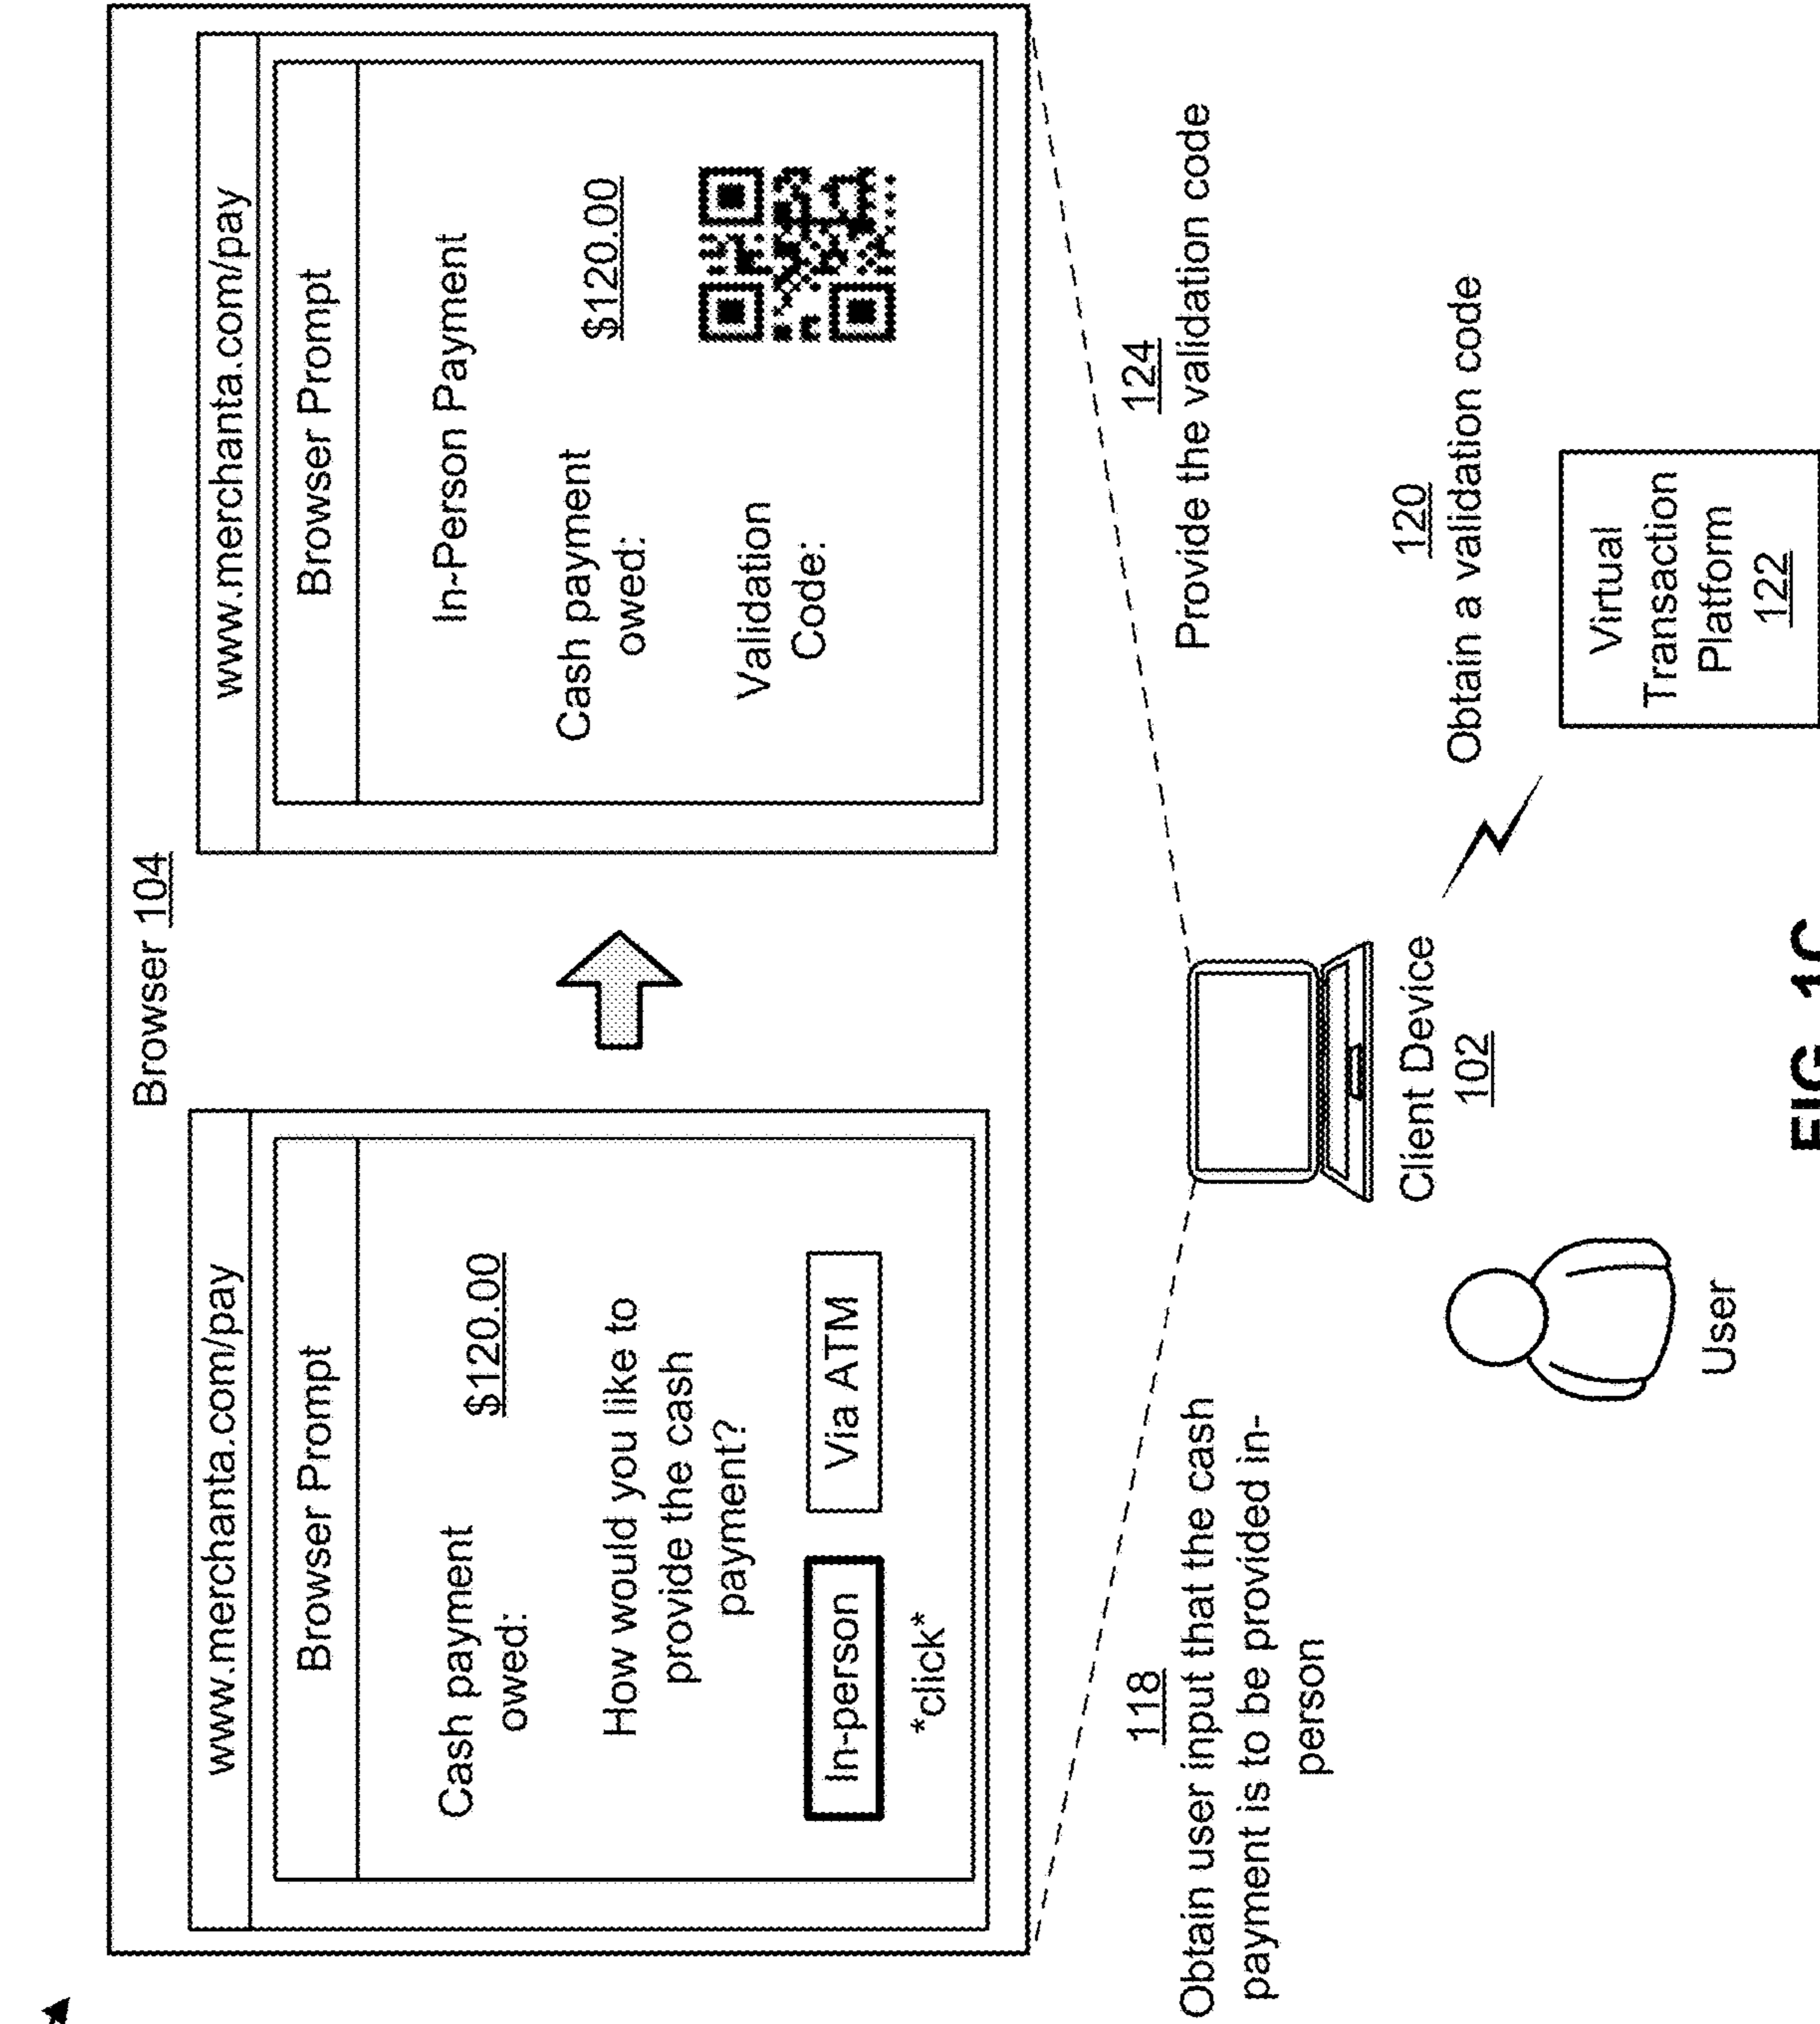 Browser 104
www.merchanta.com/pay
Browser Prompt
Cash payment
owed:
$120.00
How would you like to
provide the cash
payment?
In-person
Via ATM
*click*
www.merchanta.com/pay
Browser Prompt
In-Person Payment
Cash payment
owed:
$120.00
Validation
Code:
118
Obtain user input that the cash
payment is to be provided in-
person
124
Provide the validation code
120
Obtain a validation code
Client Device
102
User
Virtual
Transaction
Platform
122
FIG. 1C